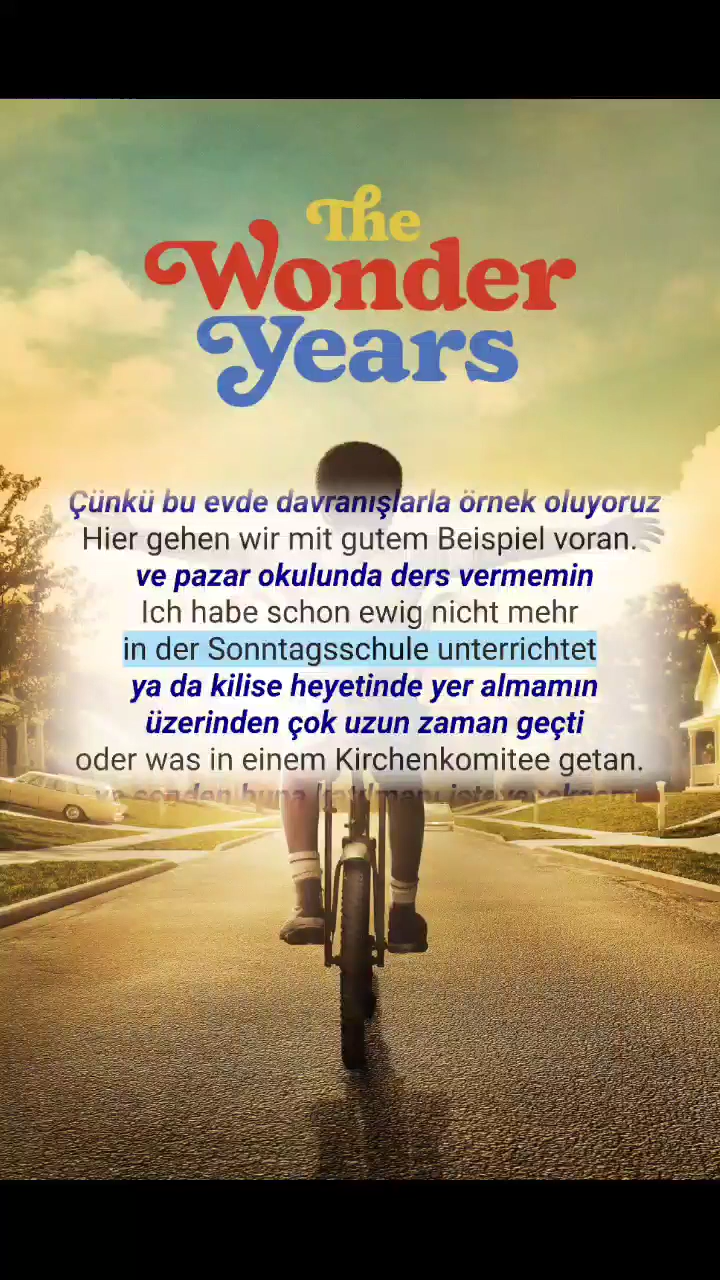 The
Wonder
Years
Çünkü bu evde davranışlarla örnek oluyoruz
Hier gehen wir mit gutem Beispiel voran.
ve pazar okulunda ders vermemin
Ich habe schon ewig nicht mehr
in der Sonntagsschule unterrichtet
ya da kilise heyetinde yer almamın
üzerinden çok uzun zaman geçti
oder was in einem Kirchenkomitee getan.